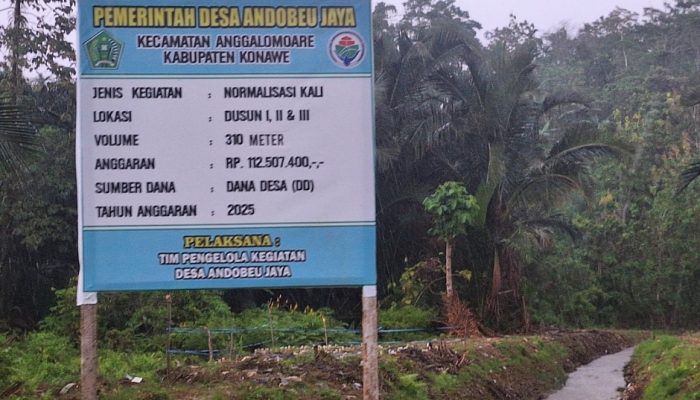 PEMERINTAH DESA ANDOBEU JAYA
KECAMATAN ANGGALOMOARE
KABUPATEN KONAWE
JENIS KEGIATAN : NORMALISASI KALI
LOKASI : DUSUN I, II & III
VOLUME : 310 METER
ANGGARAN : RP. 112.507.400,-,-
SUMBER DANA : DANA DESA (DD)
TAHUN ANGGARAN : 2025
PELAKSANA :
TIM PENGELOLA KEGIATAN
DESA ANDOBEU JAYA